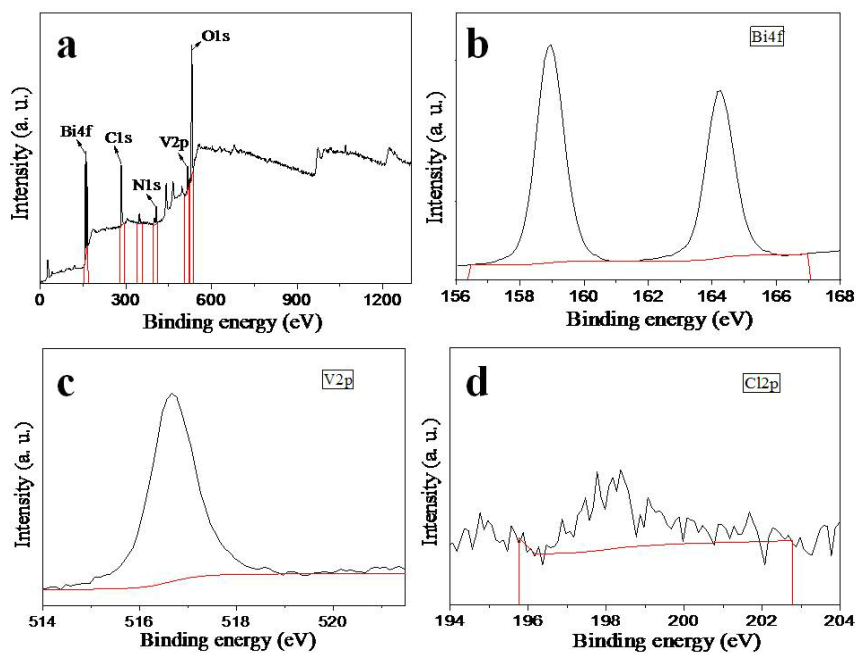 a
O1s
Bi4f
C1s
V2p
N1s
Intensity (a. u.)
0 300 600 900 1200
Binding energy (eV)
b
Bi4f
Intensity (a. u.)
156 158 160 162 164 166 168
Binding energy (eV)
c
V2p
Intensity (a. u.)
514 516 518 520
Binding energy (eV)
d
Cl2p
Intensity (a. u.)
194 196 198 200 202 204
Binding energy (eV)